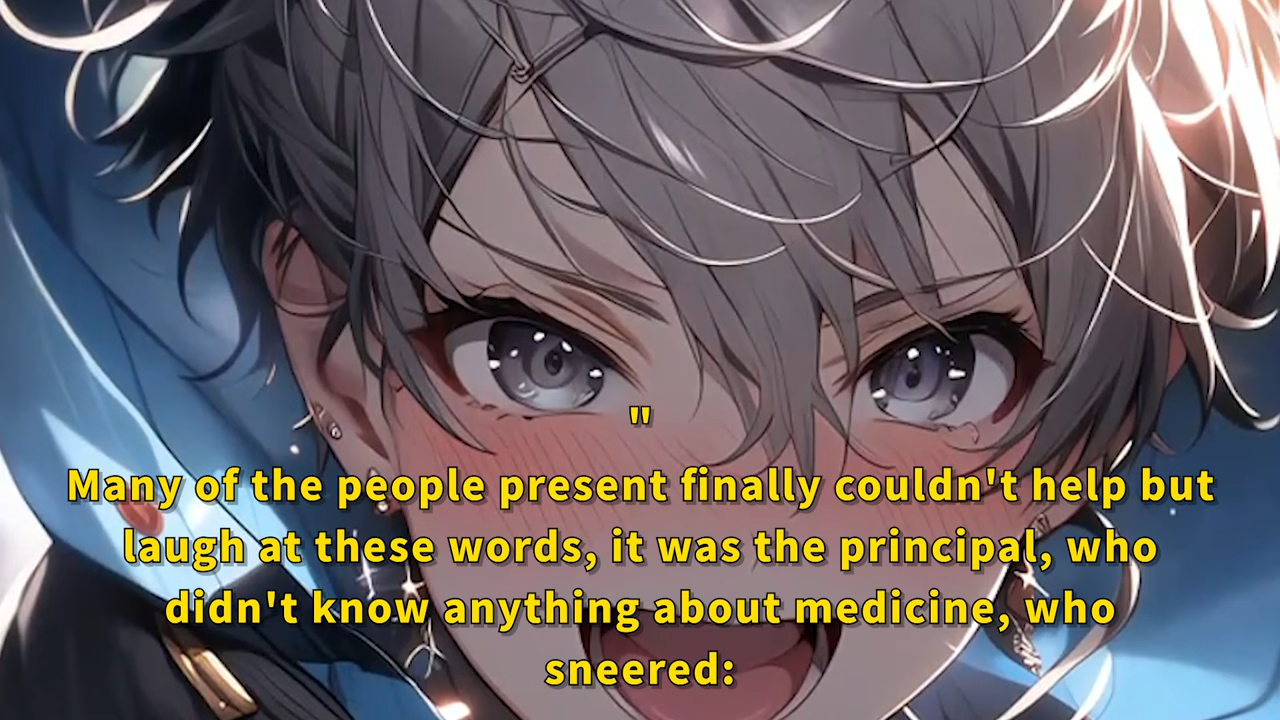 "
Many of the people present finally couldn't help but
laugh at these words, it was the principal, who
didn't know anything about medicine, who
sneered: